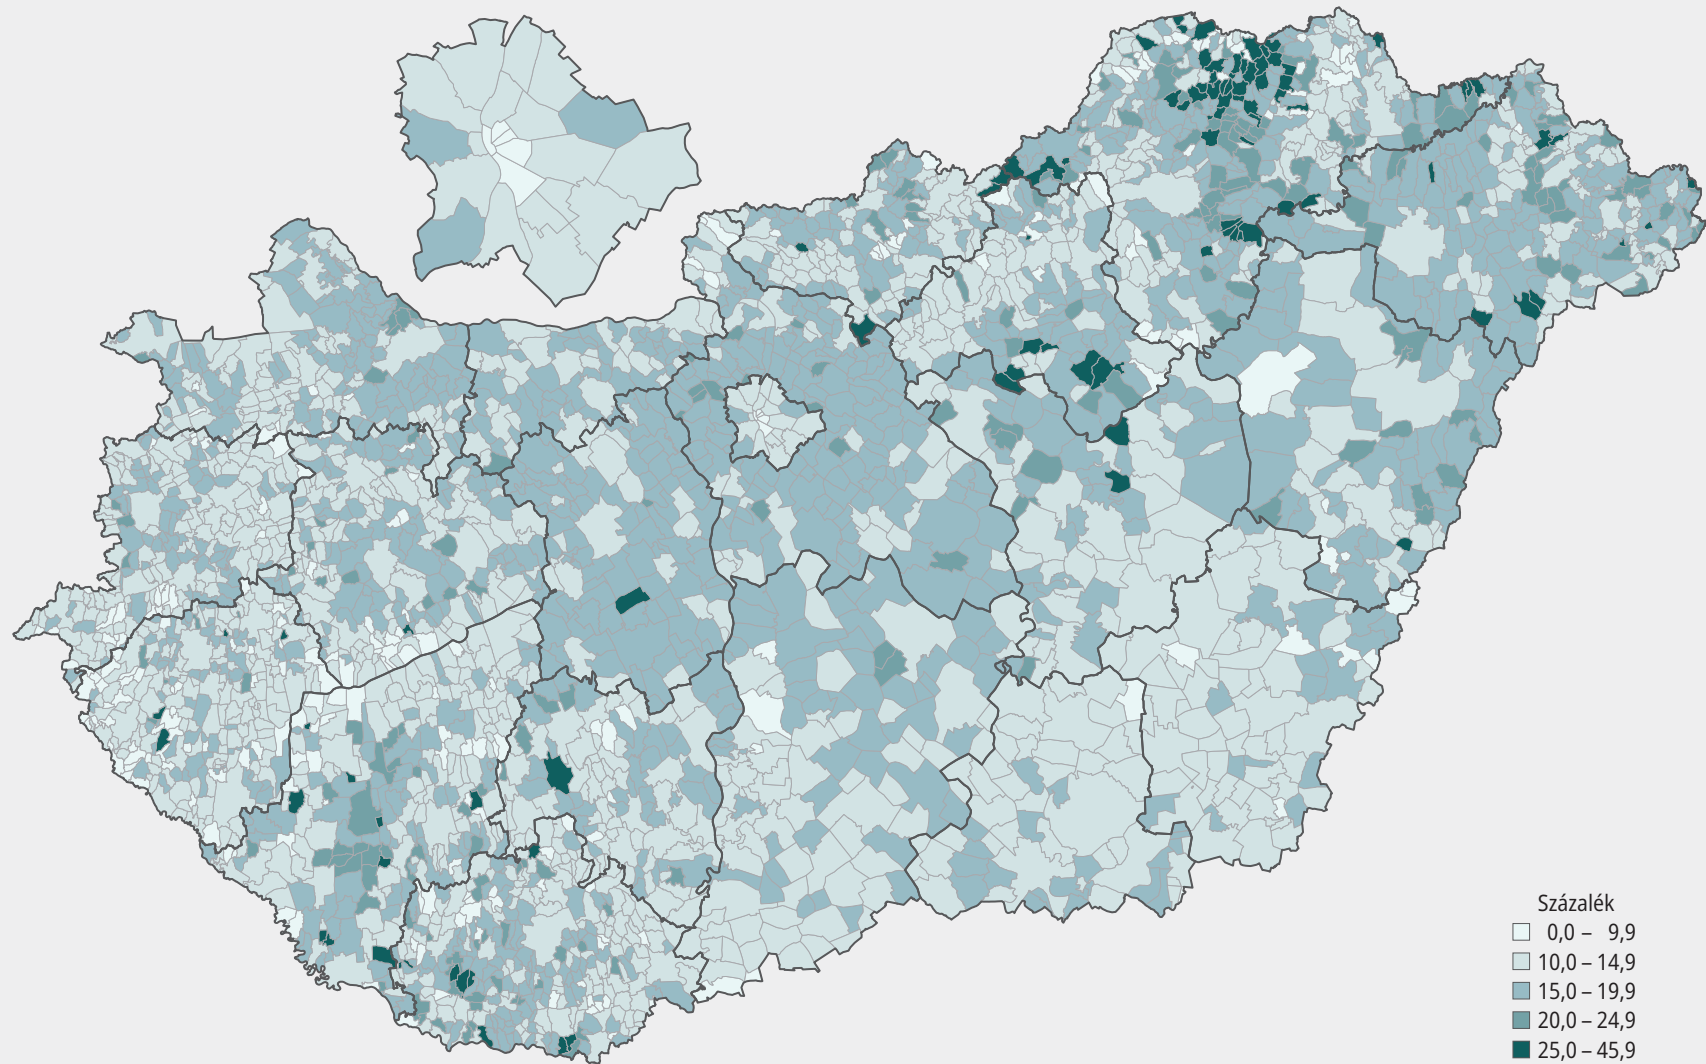 Százalék
0,0 – 9,9
10,0 – 14,9
15,0 – 19,9
20,0 – 24,9
25,0 – 45,9